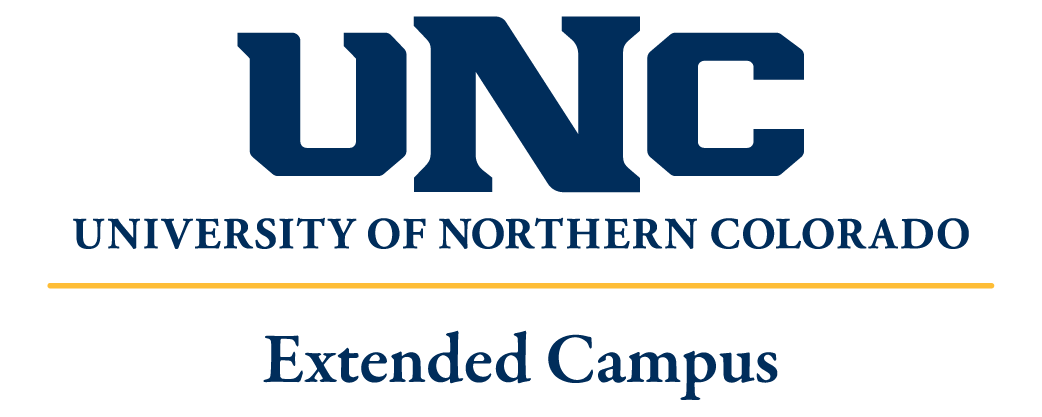 UNC
UNIVERSITY OF NORTHERN COLORADO
Extended Campus